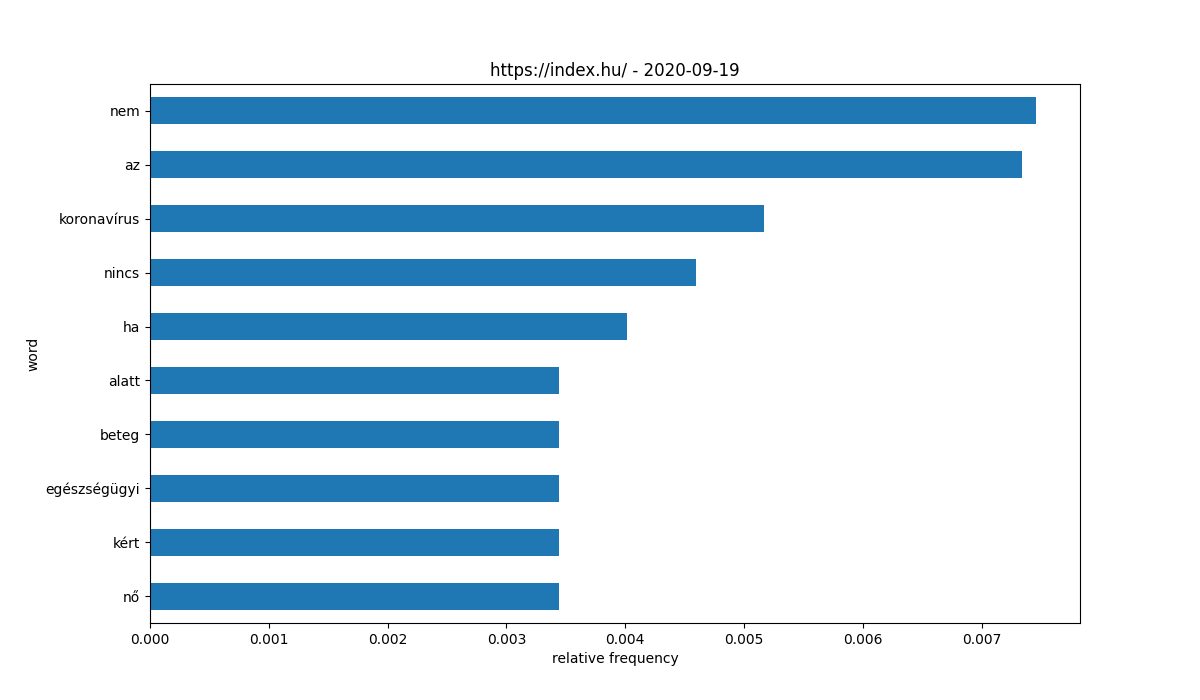 https://index.hu/ - 2020-09-19
nem
az
koronavírus
nincs
ha
alatt
beteg
egészségügyi
kért
nő
word
0.000 0.001 0.002 0.003 0.004 0.005 0.006 0.007
relative frequency